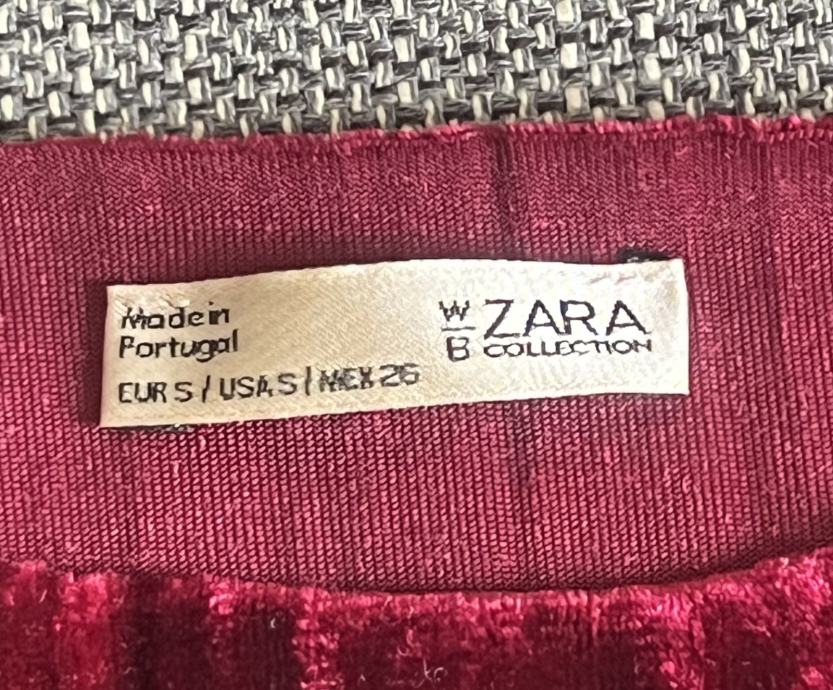 Made in
Portugal
EUR S / USA S / MEX 26
W
B
ZARA
COLLECTION